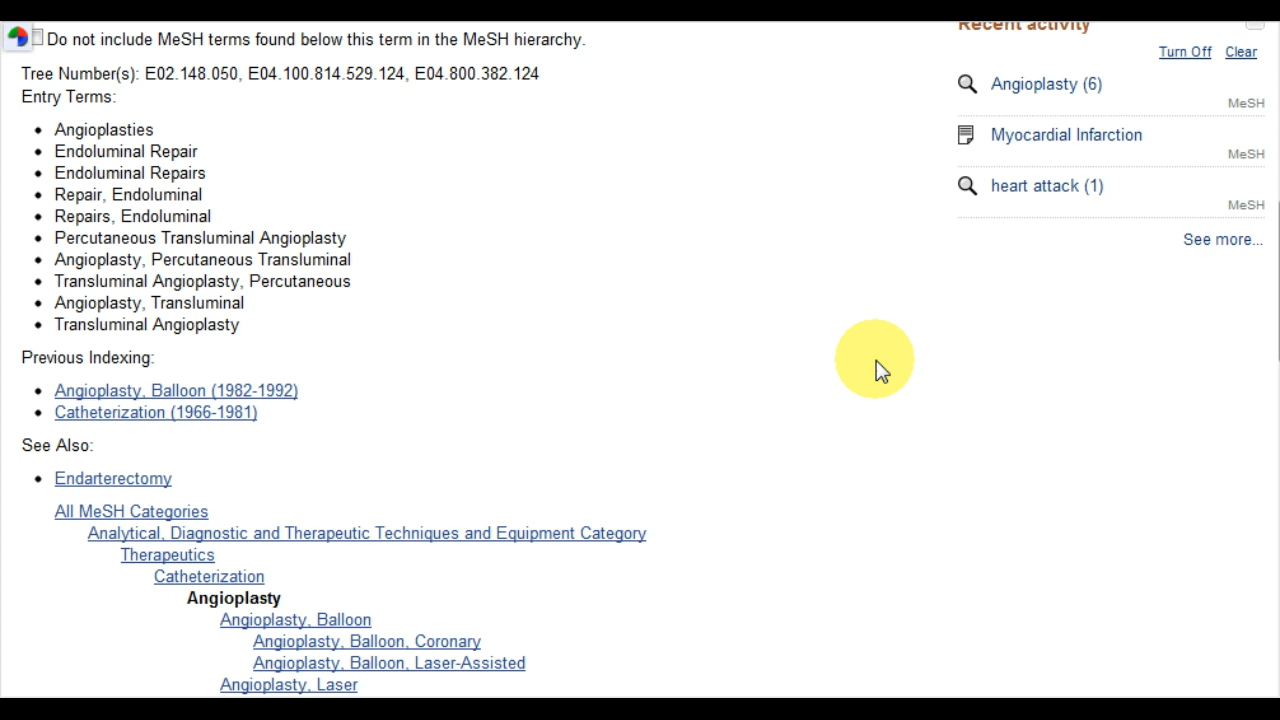 Recent activity
Do not include MeSH terms found below this term in the MeSH hierarchy.
Turn Off Clear
Tree Number(s): E02.148.050, E04.100.814.529.124, E04.800.382.124
Entry Terms:
Angioplasty (6)
MeSH
Myocardial Infarction
MeSH
heart attack (1)
MeSH
See more...
Angioplasties
Endoluminal Repair
Endoluminal Repairs
Repair, Endoluminal
Repairs, Endoluminal
Percutaneous Transluminal Angioplasty
Angioplasty, Percutaneous Transluminal
Transluminal Angioplasty, Percutaneous
Angioplasty, Transluminal
Transluminal Angioplasty
Previous Indexing:
Angioplasty, Balloon (1982-1992)
Catheterization (1966-1981)
See Also:
Endarterectomy
All MeSH Categories
Analytical, Diagnostic and Therapeutic Techniques and Equipment Category
Therapeutics
Catheterization
Angioplasty
Angioplasty, Balloon
Angioplasty, Balloon, Coronary
Angioplasty, Balloon, Laser-Assisted
Angioplasty, Laser